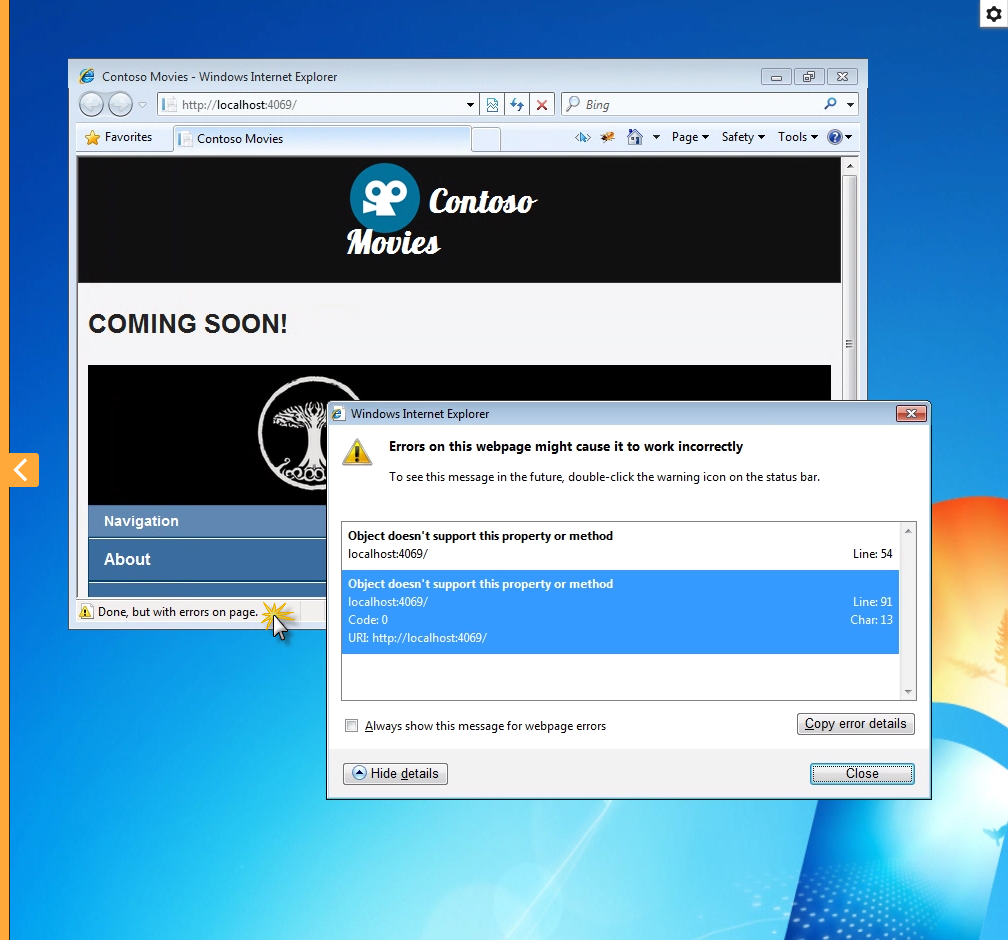 Contoso Movies - Windows Internet Explorer
http://localhost:4069/
Bing
Favorites
Contoso Movies
Page
Safety
Tools
Contoso
Movies
COMING SOON!
Navigation
About
Done, but with errors on page.
Windows Internet Explorer
Errors on this webpage might cause it to work incorrectly
To see this message in the future, double-click the warning icon on the status bar.
Object doesn't support this property or method
localhost:4069/ Line: 54
Object doesn't support this property or method
localhost:4069/ Line: 91
Code: 0 Char: 13
URI: http://localhost:4069/
Always show this message for webpage errors
Copy error details
Hide details
Close